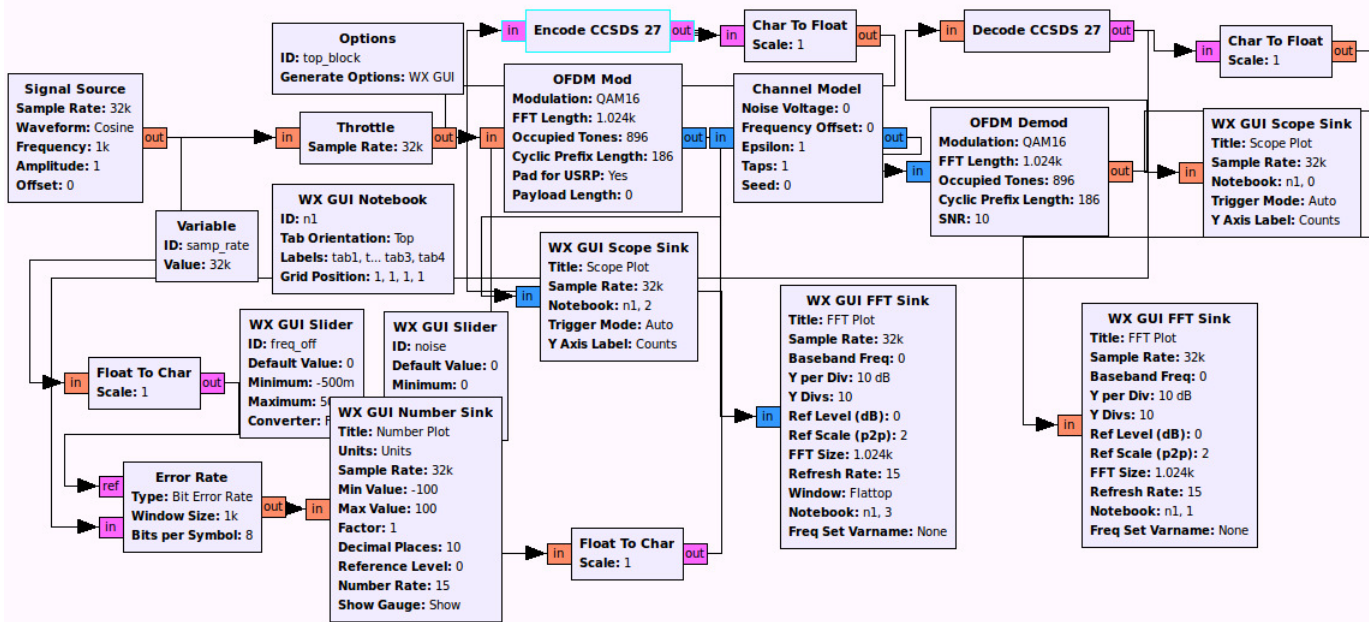 Options
ID: top_block
Generate Options: WX GUI
in
Encode CCSDS 27
out
in
Char To Float
Scale: 1
out
in
Decode CCSDS 27
out
in
Char To Float
Scale: 1
out
Signal Source
Sample Rate: 32k
Waveform: Cosine
Frequency: 1k
Amplitude: 1
Offset: 0
out
in
Throttle
Sample Rate: 32k
out
in
OFDM Mod
Modulation: QAM16
FFT Length: 1.024k
Occupied Tones: 896
Cyclic Prefix Length: 186
Pad for USRP: Yes
Payload Length: 0
out
in
Channel Model
Noise Voltage: 0
Frequency Offset: 0
Epsilon: 1
Taps: 1
Seed: 0
out
in
OFDM Demod
Modulation: QAM16
FFT Length: 1.024k
Occupied Tones: 896
Cyclic Prefix Length: 186
SNR: 10
out
in
WX GUI Scope Sink
Title: Scope Plot
Sample Rate: 32k
Notebook: n1, 0
Trigger Mode: Auto
Y Axis Label: Counts
Variable
ID: samp_rate
Value: 32k
WX GUI Notebook
ID: n1
Tab Orientation: Top
Labels: tab1, t... tab3, tab4
Grid Position: 1, 1, 1, 1
in
WX GUI Scope Sink
Title: Scope Plot
Sample Rate: 32k
Notebook: n1, 2
Trigger Mode: Auto
Y Axis Label: Counts
in
WX GUI FFT Sink
Title: FFT Plot
Sample Rate: 32k
Baseband Freq: 0
Y per Div: 10 dB
Y Divs: 10
Ref Level (dB): 0
Ref Scale (p2p): 2
FFT Size: 1.024k
Refresh Rate: 15
Window: Flattop
Notebook: n1, 3
Freq Set Varname: None
in
WX GUI FFT Sink
Title: FFT Plot
Sample Rate: 32k
Baseband Freq: 0
Y per Div: 10 dB
Y Divs: 10
Ref Level (dB): 0
Ref Scale (p2p): 2
FFT Size: 1.024k
Refresh Rate: 15
Notebook: n1, 1
Freq Set Varname: None
WX GUI Slider
ID: freq_off
Default Value: 0
Minimum: -500m
Maximum:
Converter:
WX GUI Slider
ID: noise
Default Value: 0
Minimum: 0
in
Float To Char
Scale: 1
out
ref
in
Error Rate
Type: Bit Error Rate
Window Size: 1k
Bits per Symbol: 8
out
in
WX GUI Number Sink
Title: Number Plot
Units: Units
Sample Rate: 32k
Min Value: -100
Max Value: 100
Factor: 1
Decimal Places: 10
Reference Level: 0
Number Rate: 15
Show Gauge: Show
in
Float To Char
Scale: 1
out